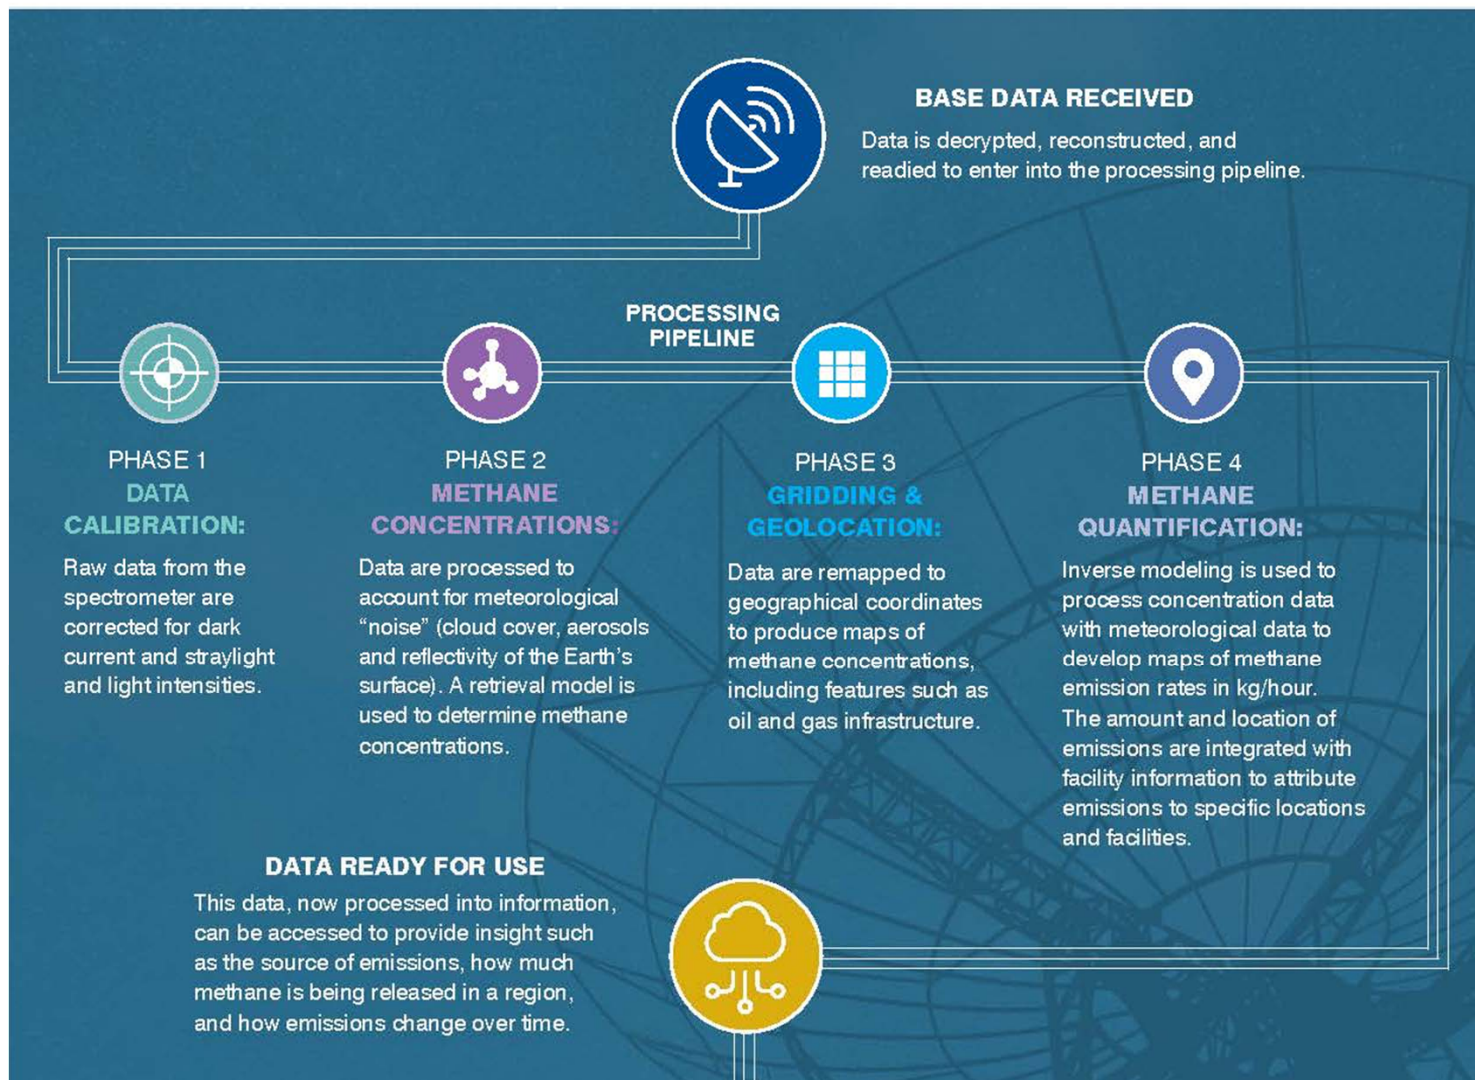 BASE DATA RECEIVED
Data is decrypted, reconstructed, and
readied to enter into the processing pipeline.
PROCESSING
PIPELINE
PHASE 1
DATA
CALIBRATION:
Raw data from the
spectrometer are
corrected for dark
current and straylight
and light intensities.
PHASE 2
METHANE
CONCENTRATIONS:
Data are processed to
account for meteorological
“noise” (cloud cover, aerosols
and reflectivity of the Earth’s
surface). A retrieval model is
used to determine methane
concentrations.
PHASE 3
GRIDDING &
GEOLOCATION:
Data are remapped to
geographical coordinates
to produce maps of
methane concentrations,
including features such as
oil and gas infrastructure.
PHASE 4
METHANE
QUANTIFICATION:
Inverse modeling is used to
process concentration data
with meteorological data to
develop maps of methane
emission rates in kg/hour.
The amount and location of
emissions are integrated with
facility information to attribute
emissions to specific locations
and facilities.
DATA READY FOR USE
This data, now processed into information,
can be accessed to provide insight such
as the source of emissions, how much
methane is being released in a region,
and how emissions change over time.